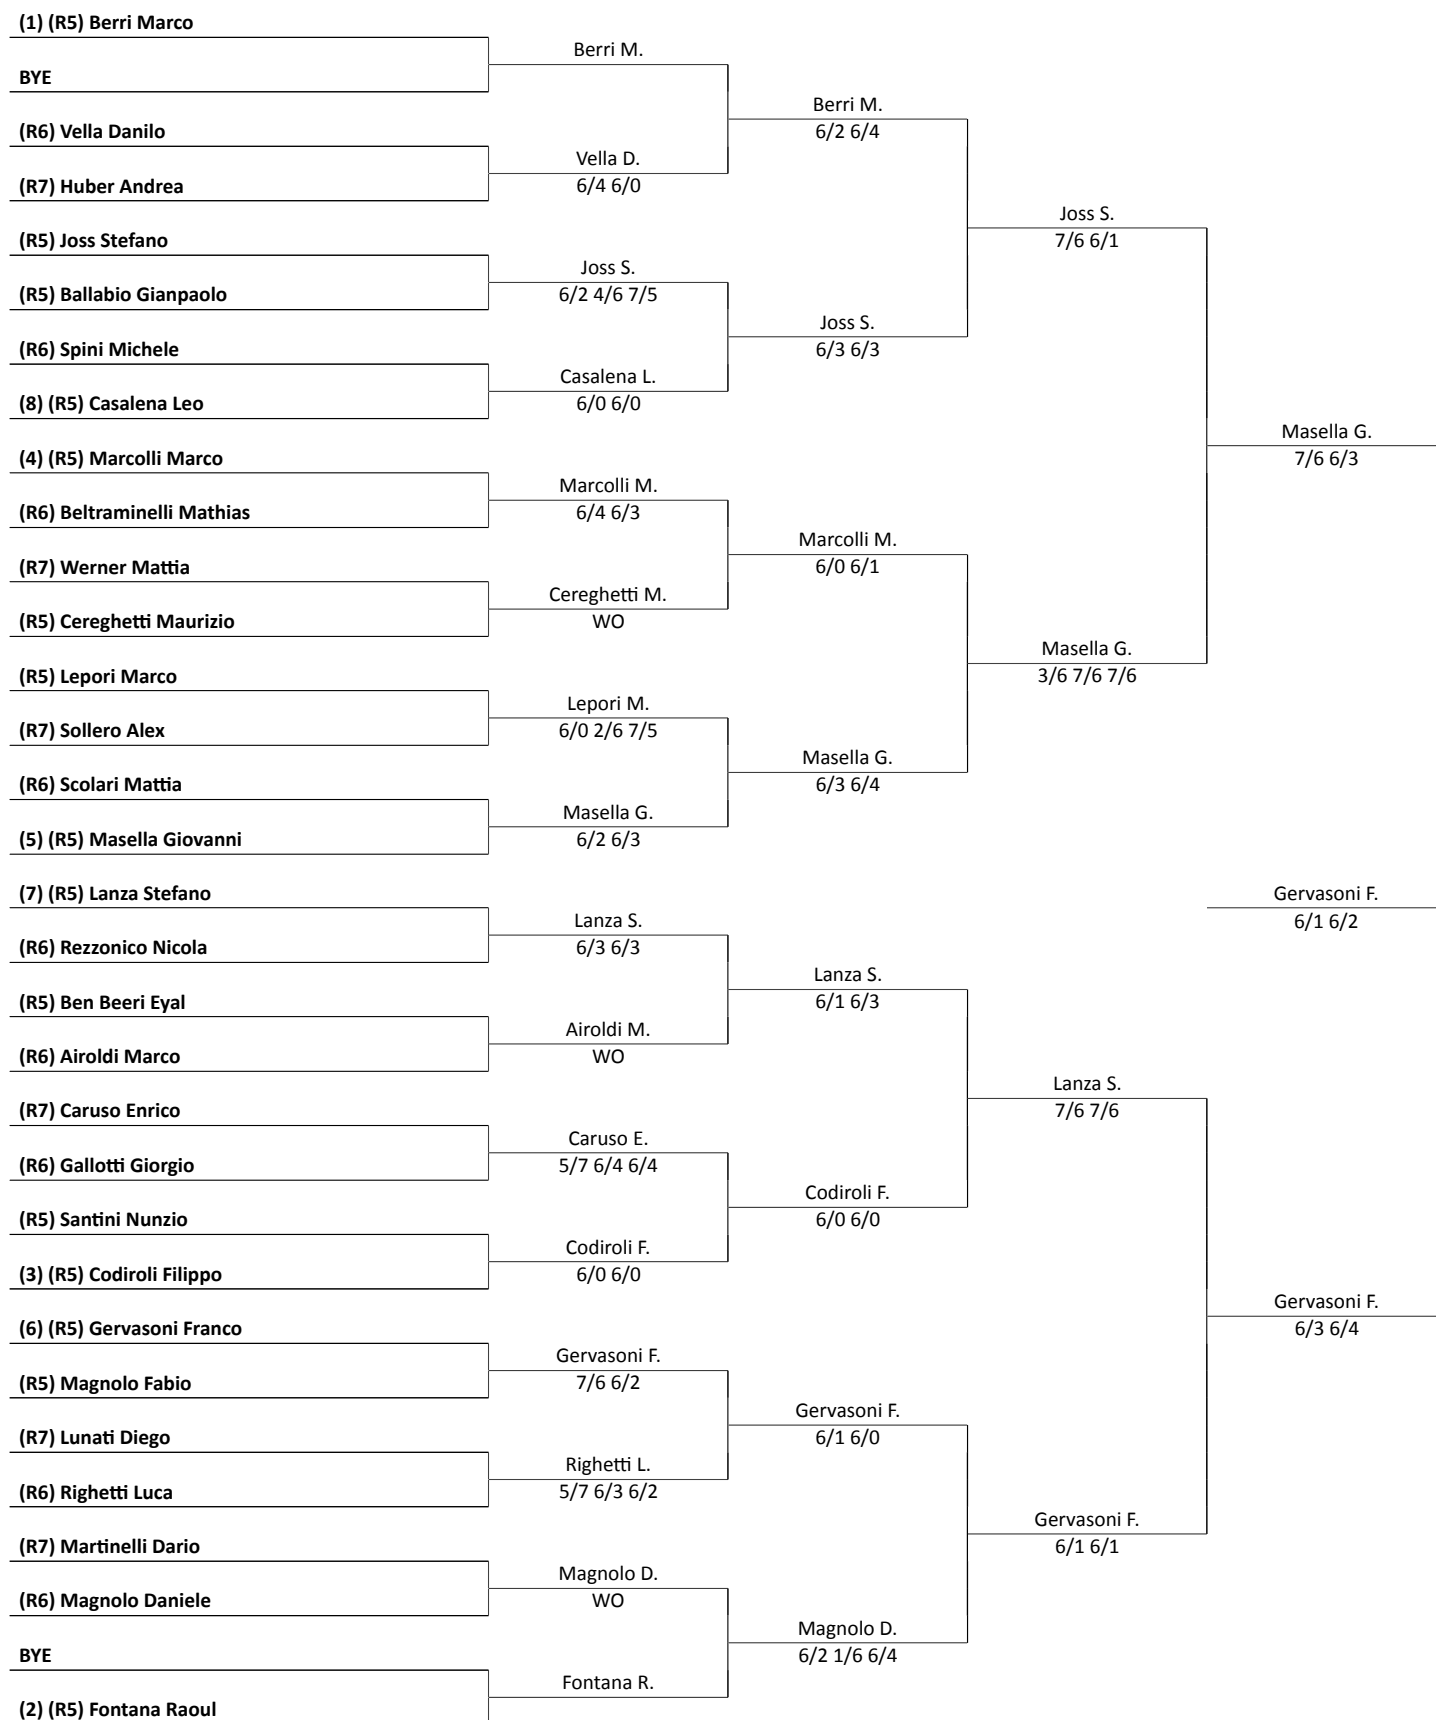 (1) (R5) Berri Marco
Berri M.
BYE
Berri M.
6/2 6/4
(R6) Vella Danilo
Vella D.
6/4 6/0
(R7) Huber Andrea
Joss S.
7/6 6/1
(R5) Joss Stefano
Joss S.
6/2 4/6 7/5
(R5) Ballabio Gianpaolo
Joss S.
6/3 6/3
(R6) Spini Michele
Casalena L.
6/0 6/0
(8) (R5) Casalena Leo
Masella G.
7/6 6/3
(4) (R5) Marcolli Marco
Marcolli M.
6/4 6/3
(R6) Beltraminelli Mathias
Marcolli M.
6/0 6/1
(R7) Werner Mattia
Cereghetti M.
WO
(R5) Cereghetti Maurizio
Masella G.
3/6 7/6 7/6
(R5) Lepori Marco
Lepori M.
6/0 2/6 7/5
(R7) Sollero Alex
Masella G.
6/3 6/4
(R6) Scolari Mattia
Masella G.
6/2 6/3
(5) (R5) Masella Giovanni
(7) (R5) Lanza Stefano
Gervasoni F.
6/1 6/2
Lanza S.
6/3 6/3
(R6) Rezzonico Nicola
Lanza S.
6/1 6/3
(R5) Ben Beeri Eyal
Airoldi M.
WO
(R6) Airoldi Marco
Lanza S.
7/6 7/6
(R7) Caruso Enrico
Caruso E.
5/7 6/4 6/4
(R6) Gallotti Giorgio
Codiroli F.
6/0 6/0
(R5) Santini Nunzio
Codiroli F.
6/0 6/0
(3) (R5) Codiroli Filippo
Gervasoni F.
6/3 6/4
(6) (R5) Gervasoni Franco
Gervasoni F.
7/6 6/2
(R5) Magnolo Fabio
Gervasoni F.
6/1 6/0
(R7) Lunati Diego
Righetti L.
5/7 6/3 6/2
(R6) Righetti Luca
Gervasoni F.
6/1 6/1
(R7) Martinelli Dario
Magnolo D.
WO
(R6) Magnolo Daniele
Magnolo D.
6/2 1/6 6/4
BYE
Fontana R.
(2) (R5) Fontana Raoul